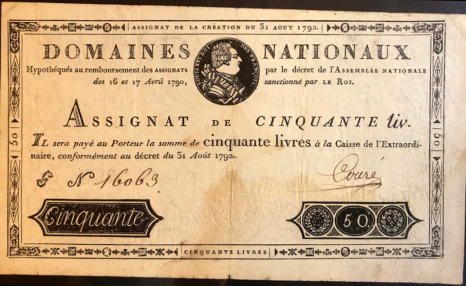 ASSIGNAT DE LA CRÉATION DU 31 AOUT 1792.
DOMAINES NATIONAUX
Hypothéqués au remboursement des ASSIGNATS par le décret de l'ASSEMBLÉE NATIONALE
des 16 et 17 Avril 1790, sanctionné par LE ROI.
ASSIGNAT DE CINQUANTE liv.
IL sera payé au Porteur la somme de cinquante livres à la Caisse de l'Extraordi-
naire, conformément au décret du 31 Août 1792.
N 16063
Cinquante
50
50
50
CINQUANTE LIVRES